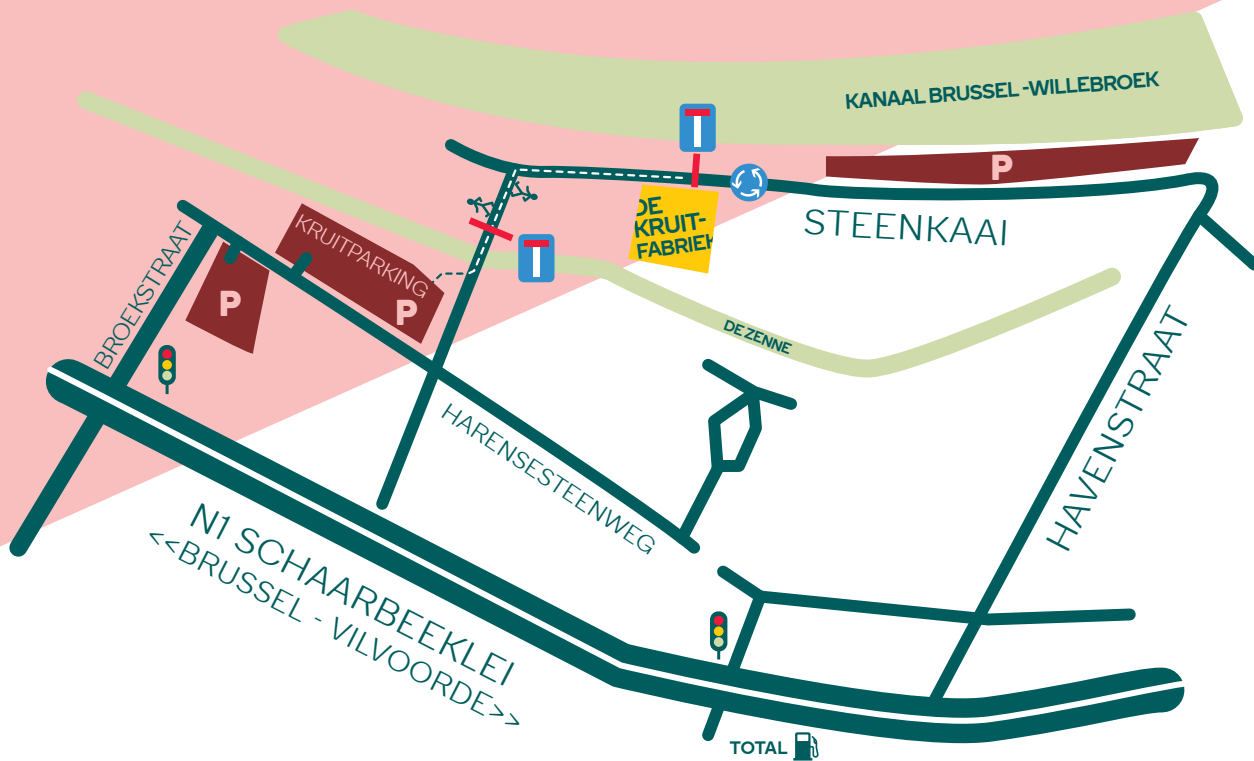 KANAAL BRUSSEL -WILLEBROEK
P
DE
KRUIT-
FABRIEK
STEENKAAI
BROEKSTRAAT
KRUITPARKING
P
P
DE ZENNE
HAVENSTRAAT
HARENSESTEENWEG
N1 SCHAARBEEKLEI
<<BRUSSEL - VILVOORDE>>
TOTAL